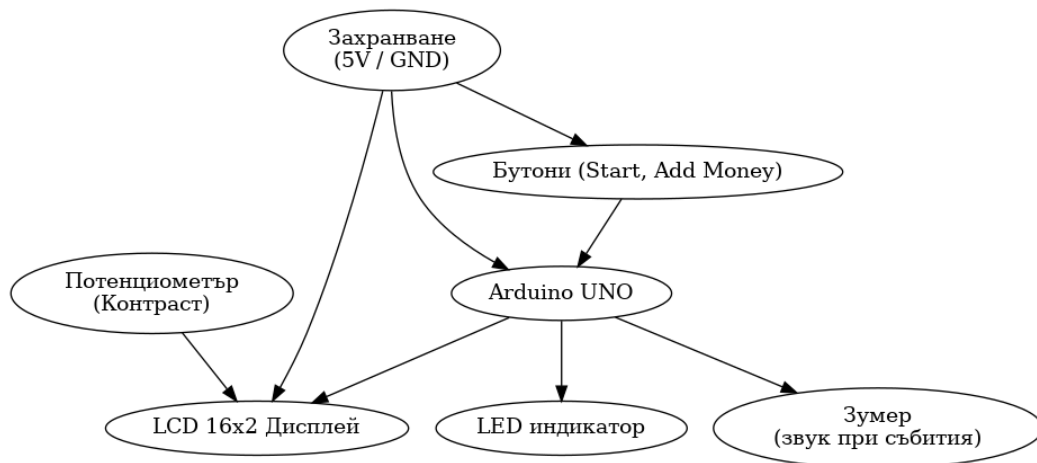 Захранване
(5V / GND)
Бутони (Start, Add Money)
Потенциометър
(Контраст)
Arduino UNO
LCD 16x2 Дисплей
LED индикатор
Зумер
(звук при събития)